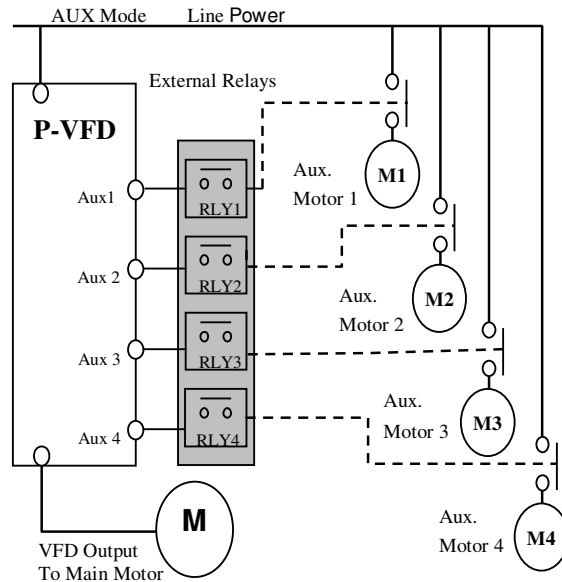 AUX Mode Line Power
External Relays
P-VFD
Aux1
Aux 2
Aux 3
Aux 4
RLY1
RLY2
RLY3
RLY4
Aux.
Motor 1
M1
Aux.
Motor 2
M2
Aux.
Motor 3
M3
Aux.
Motor 4
M4
M
VFD Output
To Main Motor